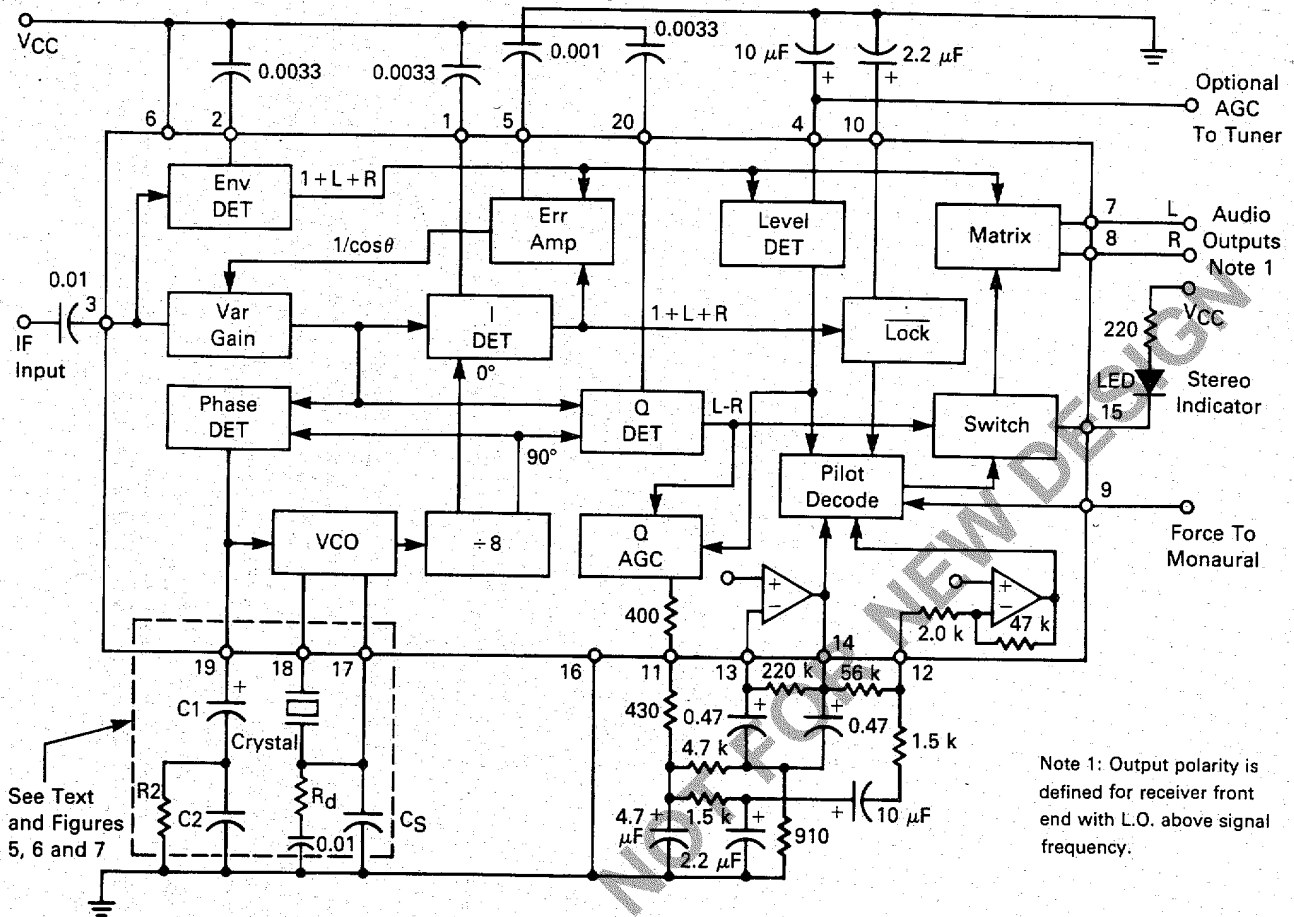 VCC
0.0033
0.0033
0.001
0.0033
10 µF
+
2.2 µF
+
Optional
AGC
To Tuner
6
2
1
5
20
4
10
Env
DET
1+L+R
Err
Amp
Level
DET
Matrix
7
L
8
R
Audio
Outputs
Note 1
1/cosθ
0.01
3
IF
Input
Var
Gain
I
DET
0°
1+L+R
Lock
VCC
220
LED
Stereo
Indicator
15
Phase
DET
Q
DET
90°
L-R
Switch
Pilot
Decode
9
Force To
Monaural
VCO
÷8
Q
AGC
400
+
−
+
−
2.0 k
47 k
19
18
17
16
11
13
14
12
220 k
56 k
C1
+
Crystal
430
+
0.47
+
0.47
4.7 k
1.5 k
R2
C2
Rd
0.01
CS
4.7
µF
+
1.5 k
+
2.2 µF
910
+
10 µF
See Text
and Figures
5, 6 and 7
Note 1: Output polarity is
defined for receiver front
end with L.O. above signal
frequency.
NOT FOR NEW DESIGN